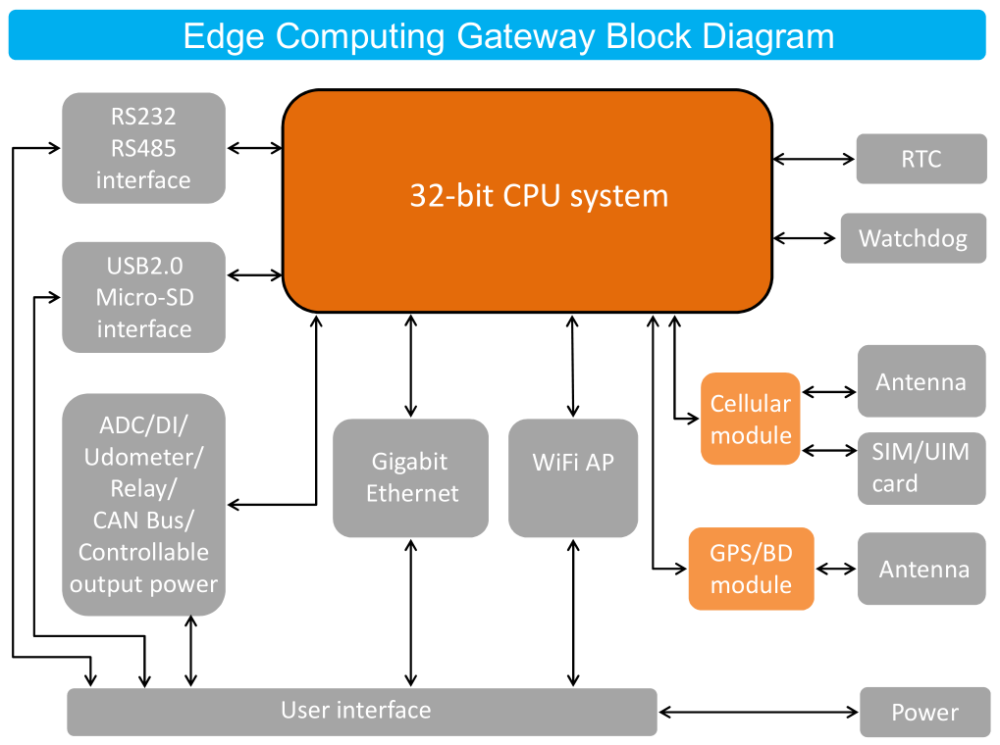 Edge Computing Gateway Block Diagram
RS232
RS485
interface
32-bit CPU system
RTC
Watchdog
USB2.0
Micro-SD
interface
ADC/DI/
Udometer/
Relay/
CAN Bus/
Controllable
output power
Gigabit
Ethernet
WiFi AP
Cellular
module
Antenna
SIM/UIM
card
GPS/BD
module
Antenna
User interface
Power